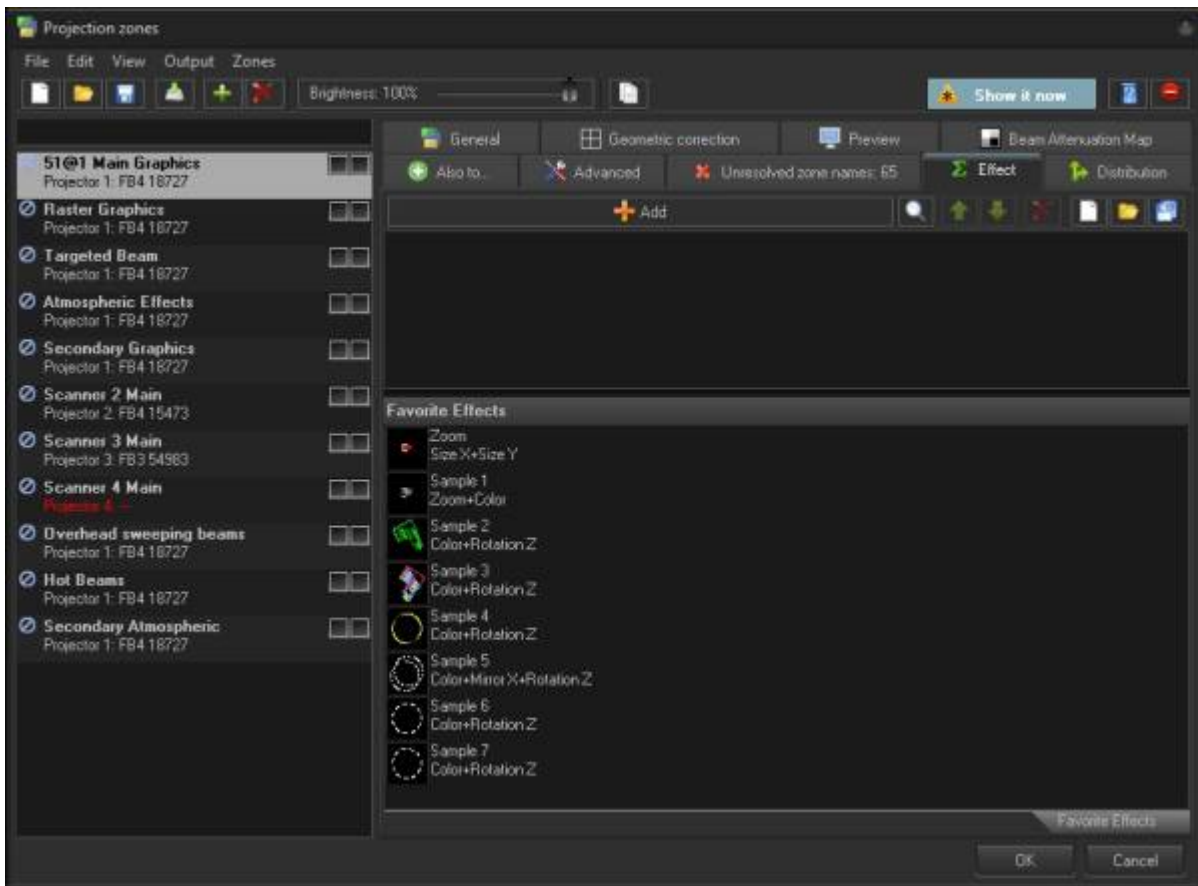 Projection zones
File Edit View Output Zones
Brightness: 100%
Show it now
General Geometric correction Preview Beam Attenuation Map
Also to... Advanced Unresolved zone names: 65 Effect Distribution
Add
51@1 Main Graphics
Projector 1: FB4 18727
Raster Graphics
Projector 1: FB4 18727
Targeted Beam
Projector 1: FB4 18727
Atmospheric Effects
Projector 1: FB4 18727
Secondary Graphics
Projector 1: FB4 18727
Scanner 2 Main
Projector 2: FB4 15473
Scanner 3 Main
Projector 3: FB3 54983
Scanner 4 Main
Projector 4: --
Overhead sweeping beams
Projector 1: FB4 18727
Hot Beams
Projector 1: FB4 18727
Secondary Atmospheric
Projector 1: FB4 18727
Favorite Effects
Zoom
Size X+Size Y
Sample 1
Zoom+Color
Sample 2
Color+Rotation Z
Sample 3
Color+Rotation Z
Sample 4
Color+Rotation Z
Sample 5
Color+Mirror X+Rotation Z
Sample 6
Color+Rotation Z
Sample 7
Color+Rotation Z
Favorite Effects
OK Cancel